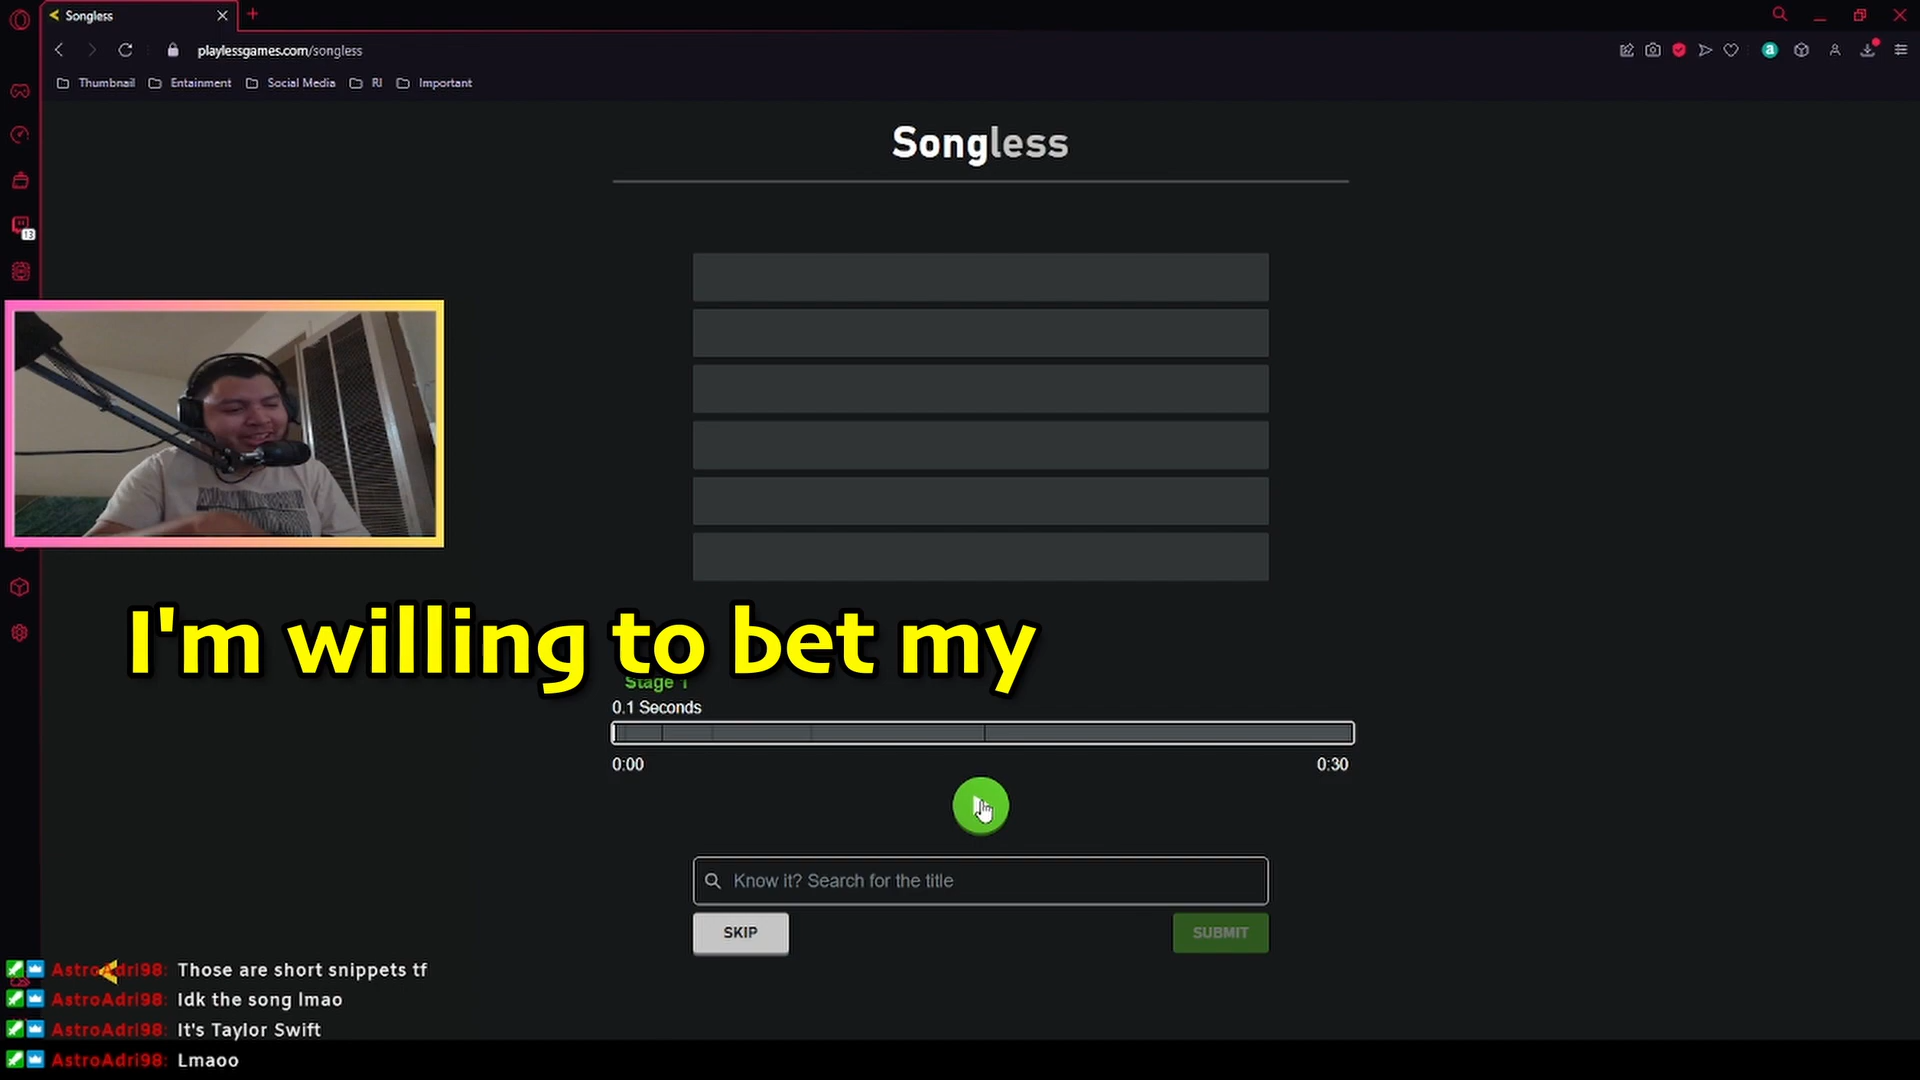 Songless
playlessgames.com/songless
Thumbnail
Entainment
Social Media
RI
Important
13
Songless
I'm willing to bet my
Stage 1
0.1 Seconds
0:00
0:30
Know it? Search for the title
SKIP
SUBMIT
AstroAdri98: Those are short snippets tf
AstroAdri98: Idk the song lmao
AstroAdri98: It's Taylor Swift
AstroAdri98: Lmaoo